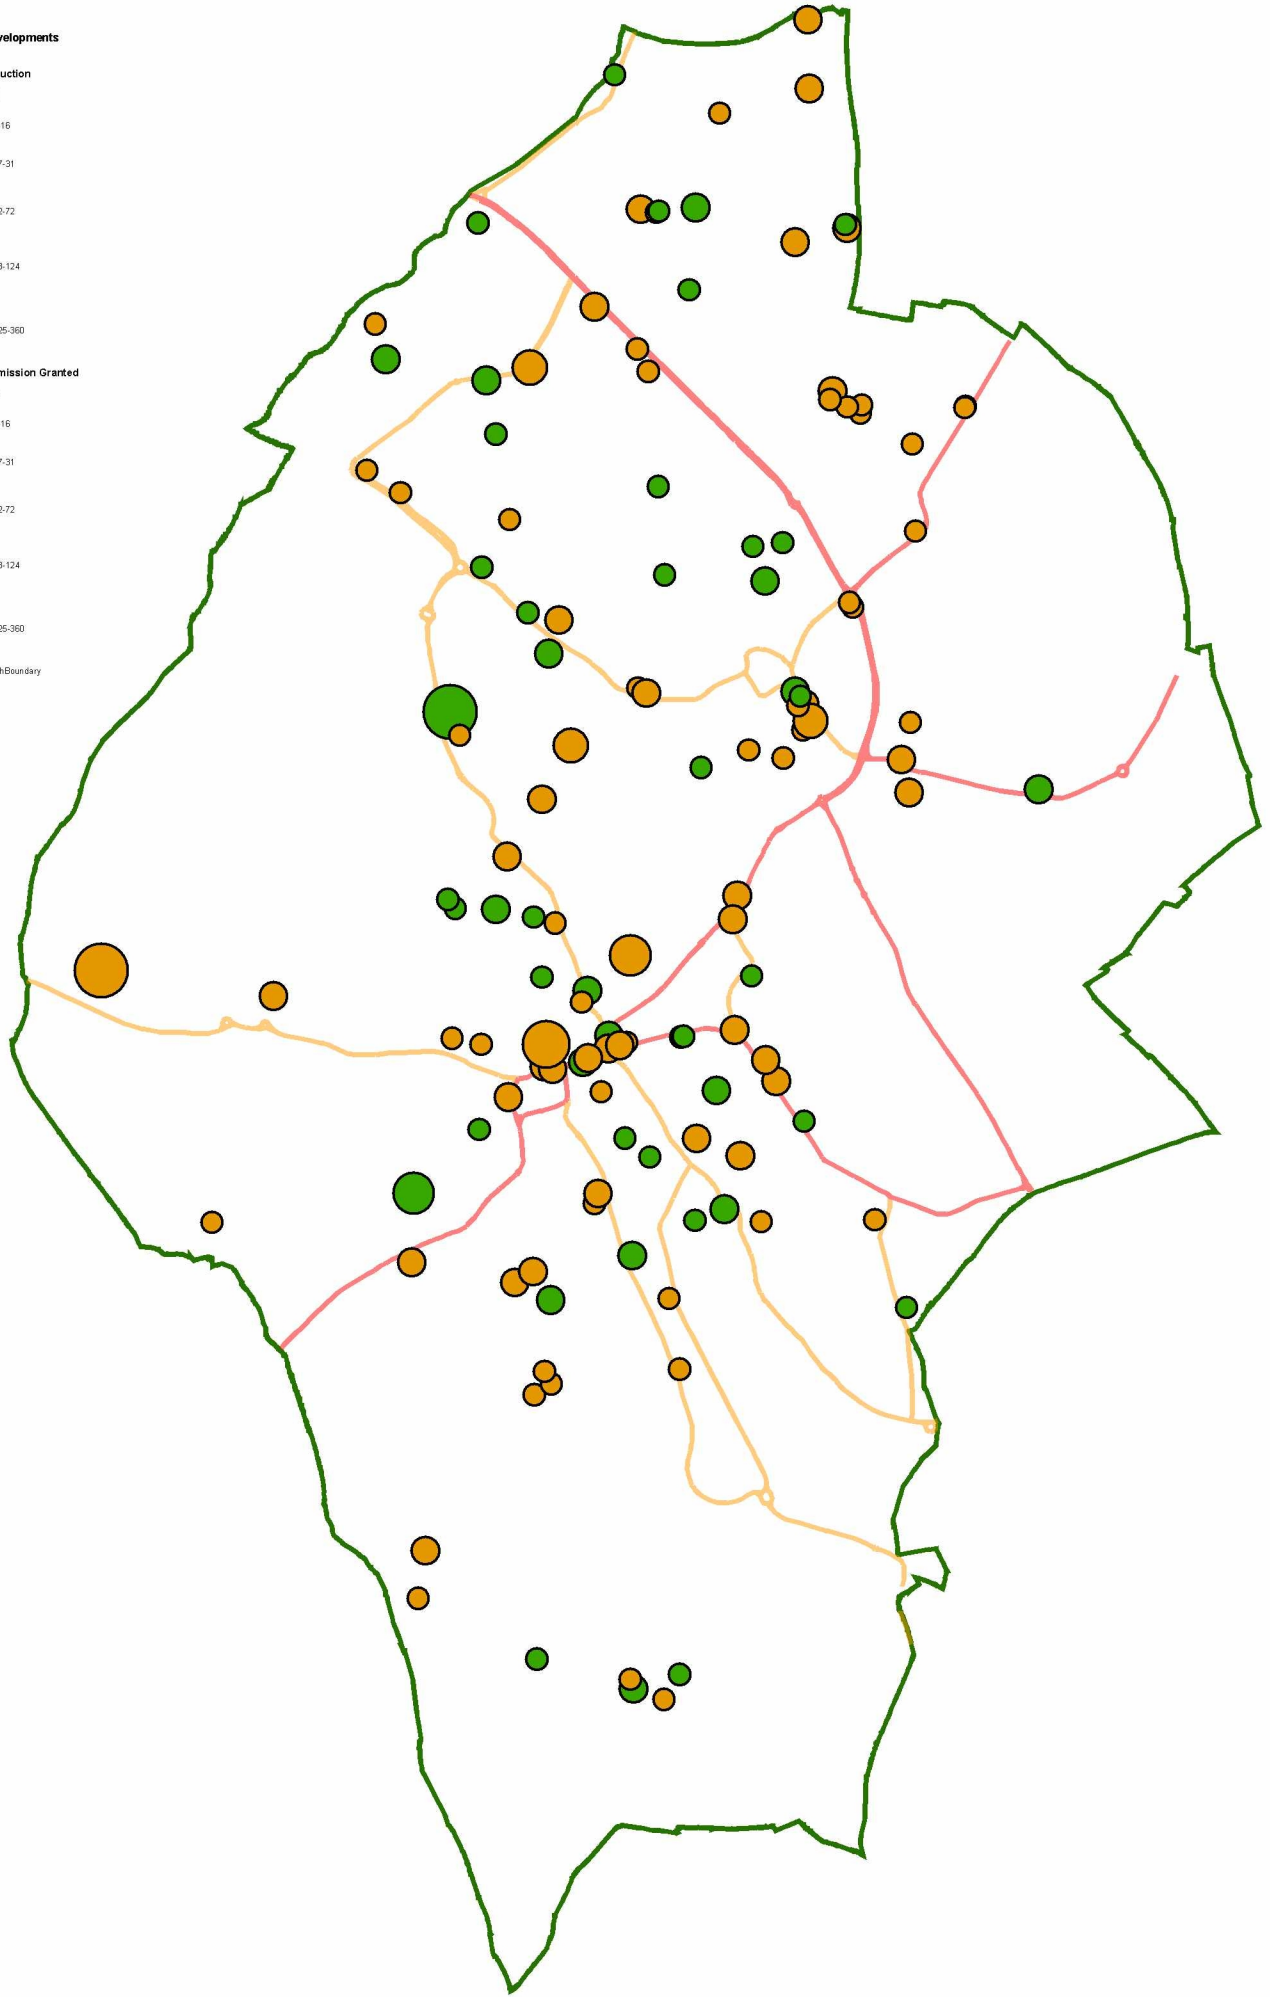 velopments
uction
16
7-31
2-72
3-124
25-360
mission Granted
16
7-31
2-72
3-124
25-360
hBoundary